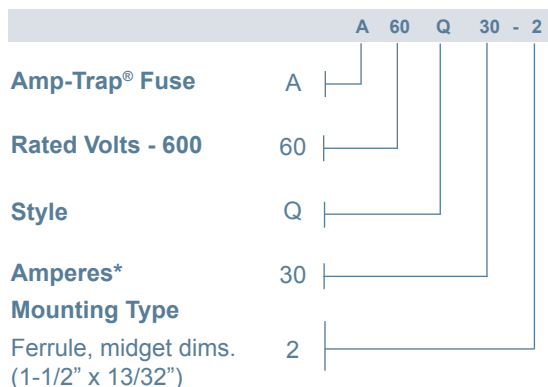 A 60 Q 30 - 2
Amp-Trap® Fuse A
Rated Volts - 600 60
Style Q
Amperes* 30
Mounting Type
Ferrule, midget dims. 2
(1-1/2” x 13/32”)